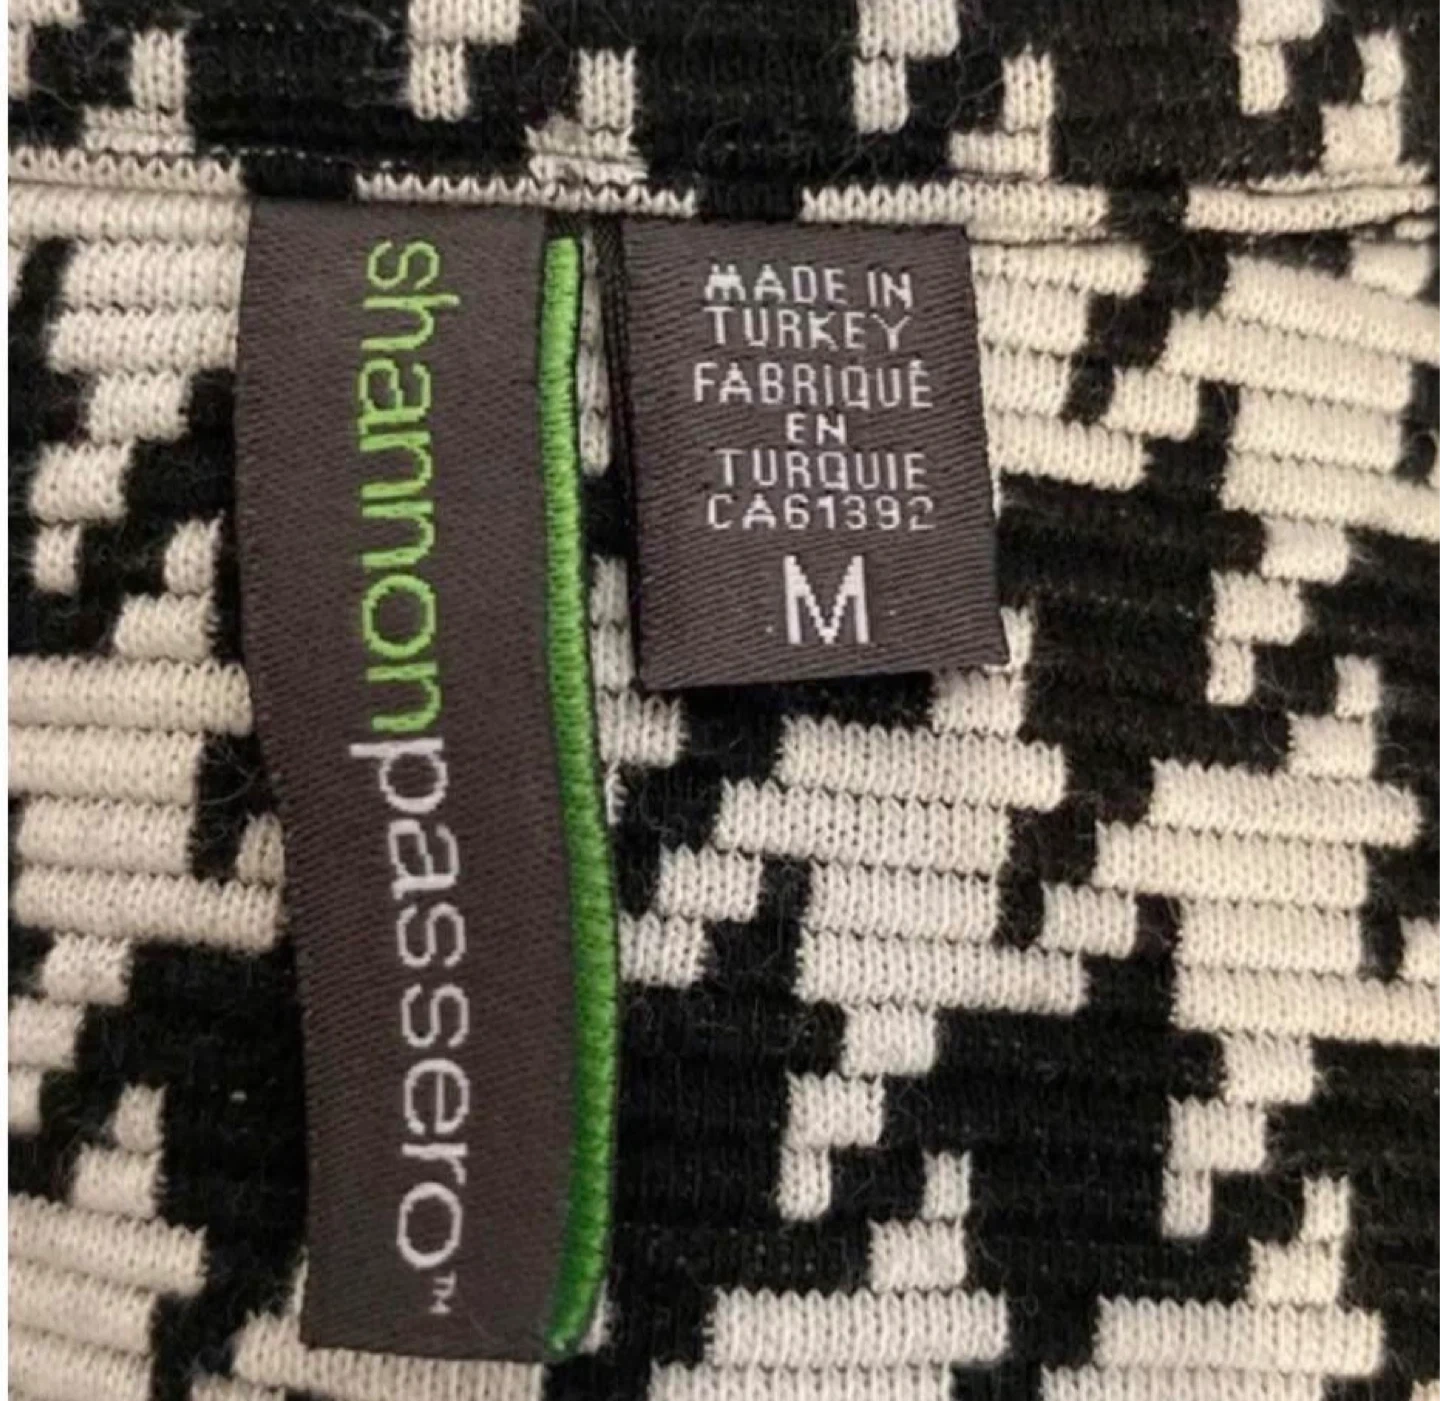 shannonpassero™
MADE IN
TURKEY
FABRIQUÉ
EN
TURQUIE
CA61392
M